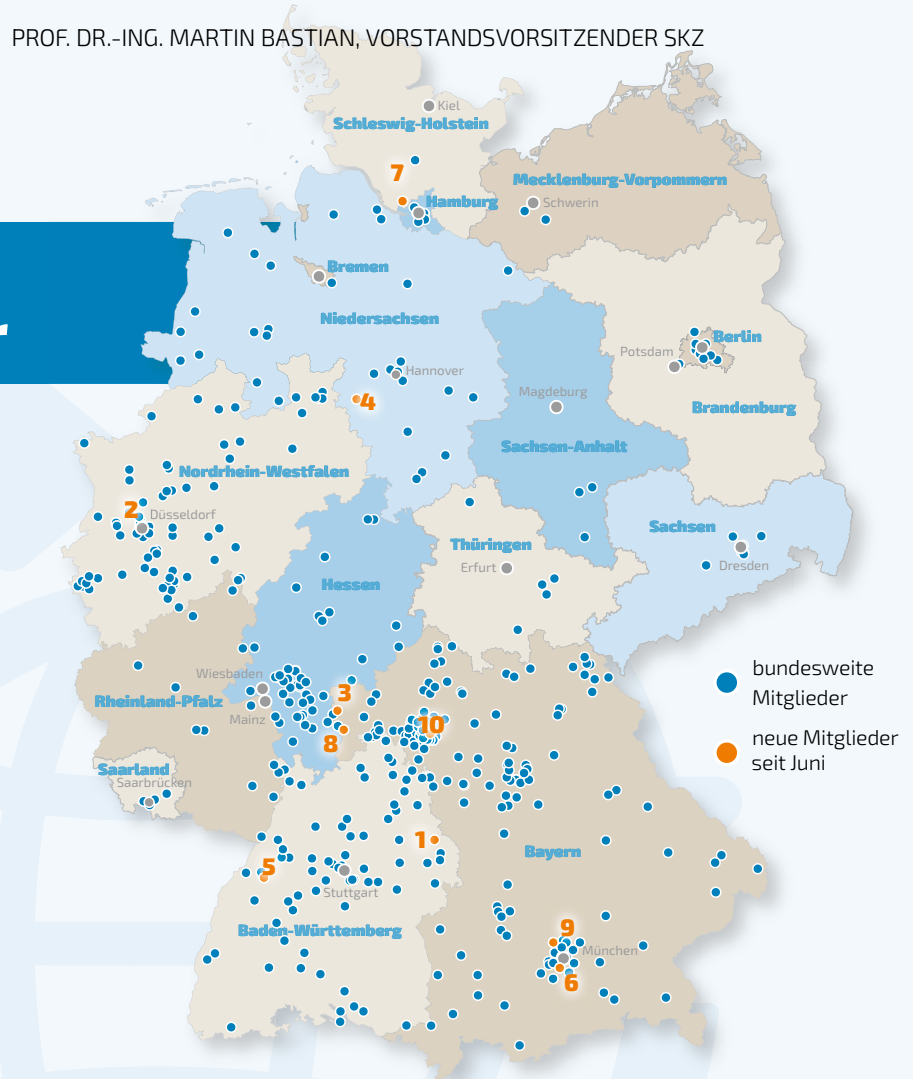 PROF. DR.-ING. MARTIN BASTIAN, VORSTANDSVORSITZENDER SKZ
Kiel
Schleswig-Holstein
7
Mecklenburg-Vorpommern
Hamburg
Schwerin
Bremen
Niedersachsen
Berlin
Potsdam
Hannover
Magdeburg
4
Brandenburg
Sachsen-Anhalt
Nordrhein-Westfalen
2
Düsseldorf
Sachsen
Thüringen
Erfurt
Dresden
Hessen
Wiesbaden
bundesweite
Mitglieder
3
Rheinland-Pfalz
Mainz
10
8
neue Mitglieder
seit Juni
Saarland
Saarbrücken
1
Bayern
5
Stuttgart
Baden-Württemberg
9
München
6